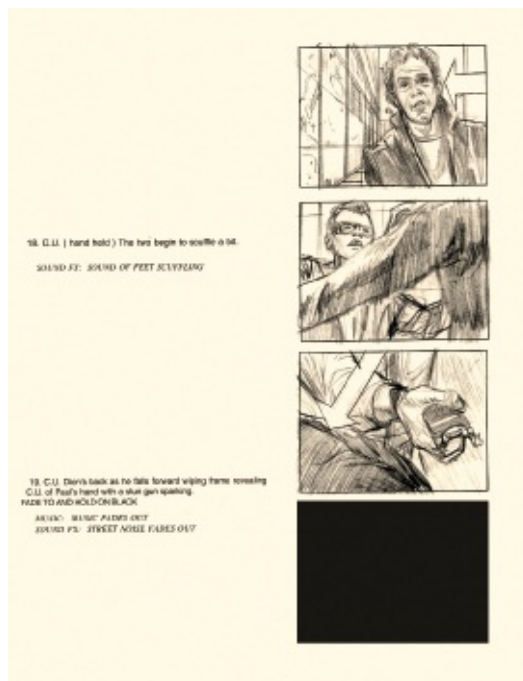 18. C.U. ( hand held ) The two begin to scuffle a bit.
SOUND FX: SOUND OF FEET SCUFFLING
19. C.U. Dion's back as he falls forward wiping frame revealing
C.U. of Paul's hand with a stun gun sparking.
FADE TO AND HOLD ON BLACK
MUSIC: MUSIC FADES OUT
SOUND FX: STREET NOISE FADES OUT